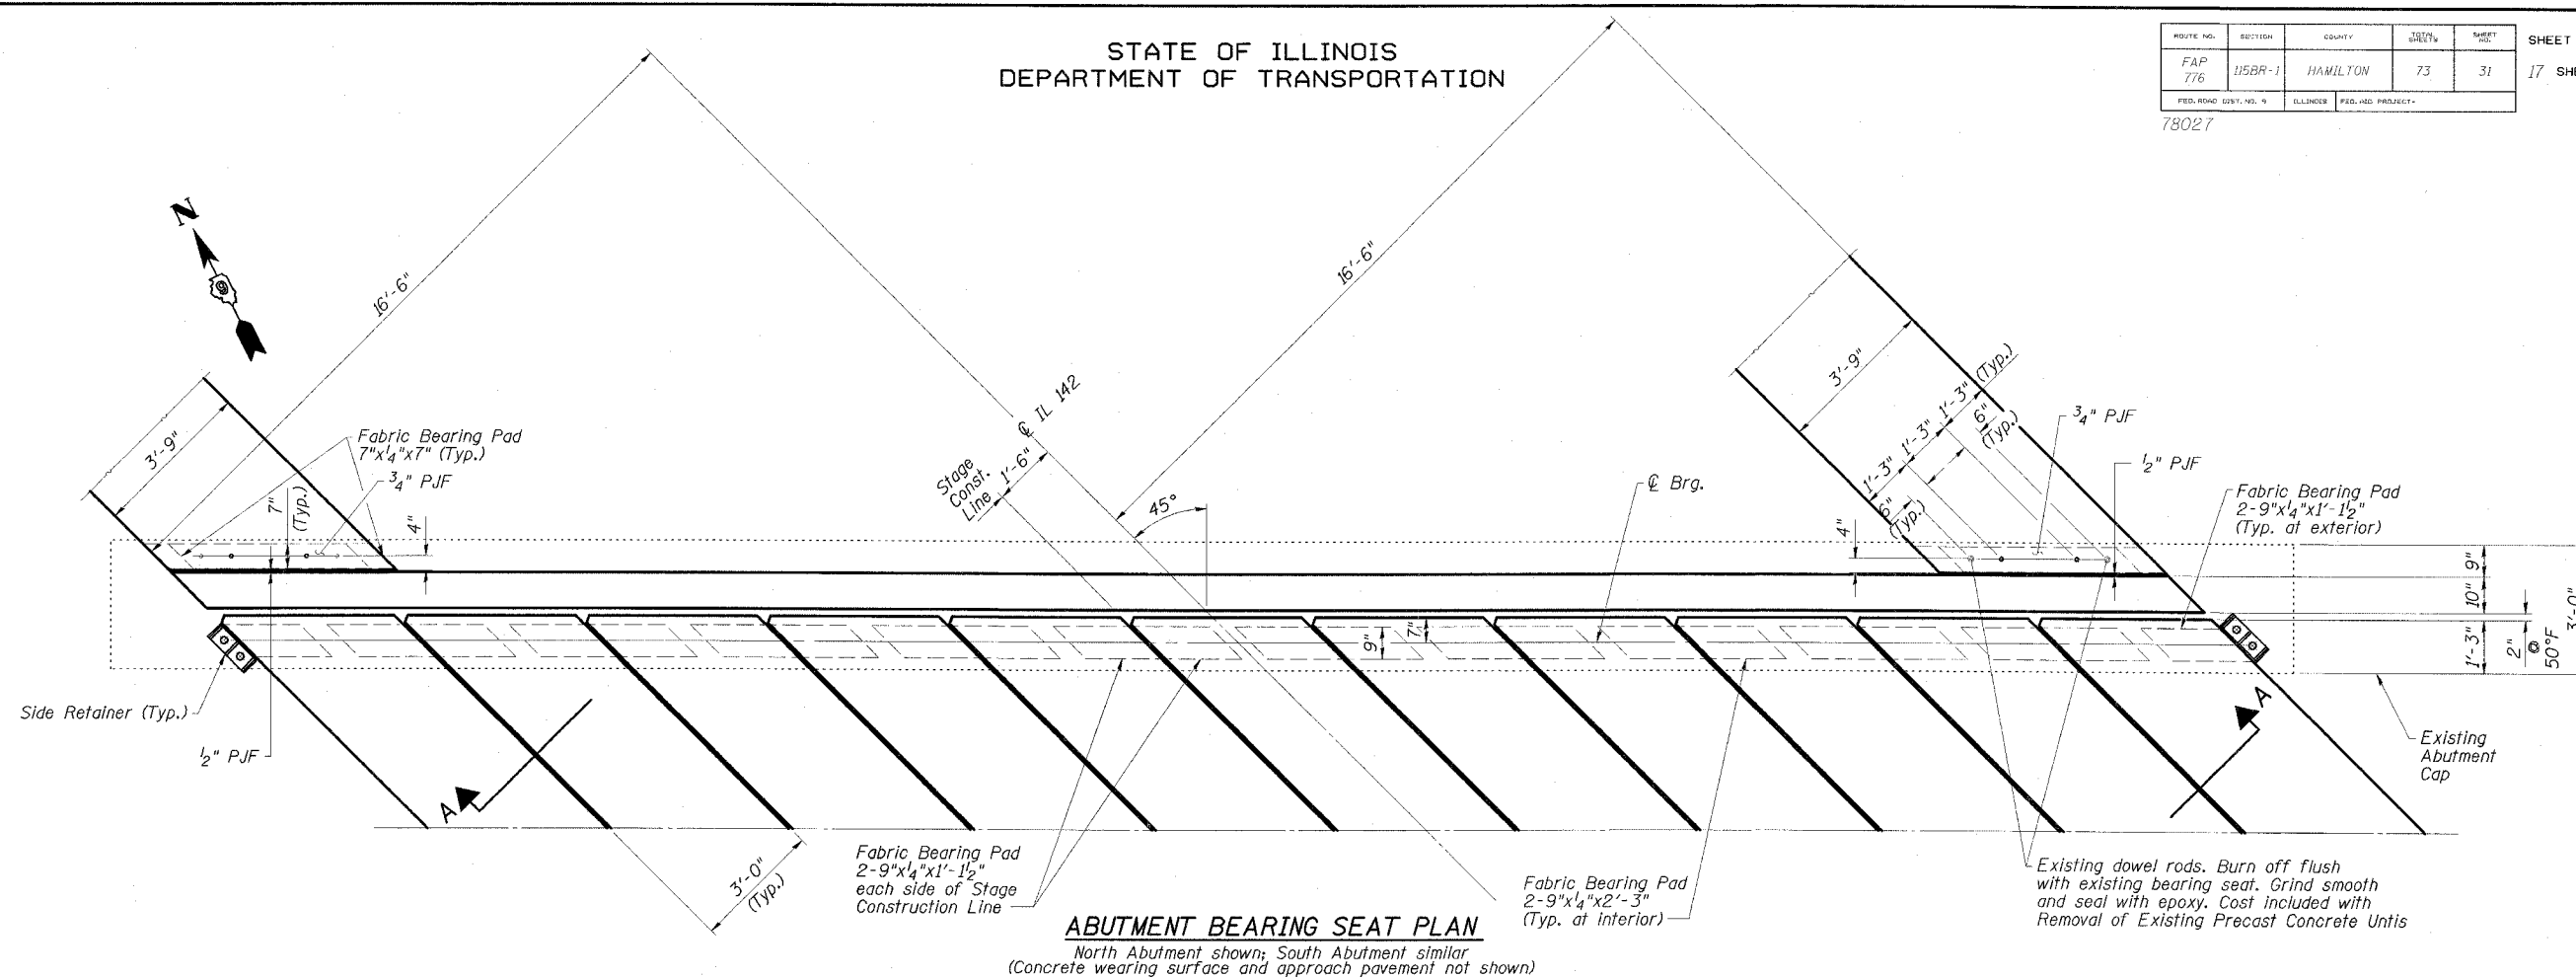 STATE OF ILLINOIS
DEPARTMENT OF TRANSPORTATION
ROUTE NO. SECTION COUNTY TOTAL SHEETS SHEET NO.
FAP 776 115BR-1 HAMILTON 73 31
FED. ROAD DIST. NO. 9 ILLINOIS FED. AID PROJECT-
SHEET
17 SHE
78027
N
9
16'-6"
16'-6"
3'-9"
3'-9"
Fabric Bearing Pad
7"x1/4"x7" (Typ.)
3/4" PJF
7"
(Typ.)
4"
Stage
Const.
Line
1'-6"
℄ IL 142
45°
℄ Brg.
1'-3" (Typ.)
1'-3"
1'-3"
6"
(Typ.)
6"
(Typ.)
4"
3/4" PJF
1/2" PJF
Fabric Bearing Pad
2-9"x1/4"x1'-1 1/2"
(Typ. at exterior)
9"
10"
1'-3"
2"
@
50°F
3'-0"
9"
7"
Side Retainer (Typ.)
1/2" PJF
A
A
Existing
Abutment
Cap
3'-0"
(Typ.)
Fabric Bearing Pad
2-9"x1/4"x1'-1 1/2"
each side of Stage
Construction Line
Fabric Bearing Pad
2-9"x1/4"x2'-3"
(Typ. at interior)
Existing dowel rods. Burn off flush
with existing bearing seat. Grind smooth
and seal with epoxy. Cost included with
Removal of Existing Precast Concrete Untis
ABUTMENT BEARING SEAT PLAN
North Abutment shown; South Abutment similar
(Concrete wearing surface and approach pavement not shown)